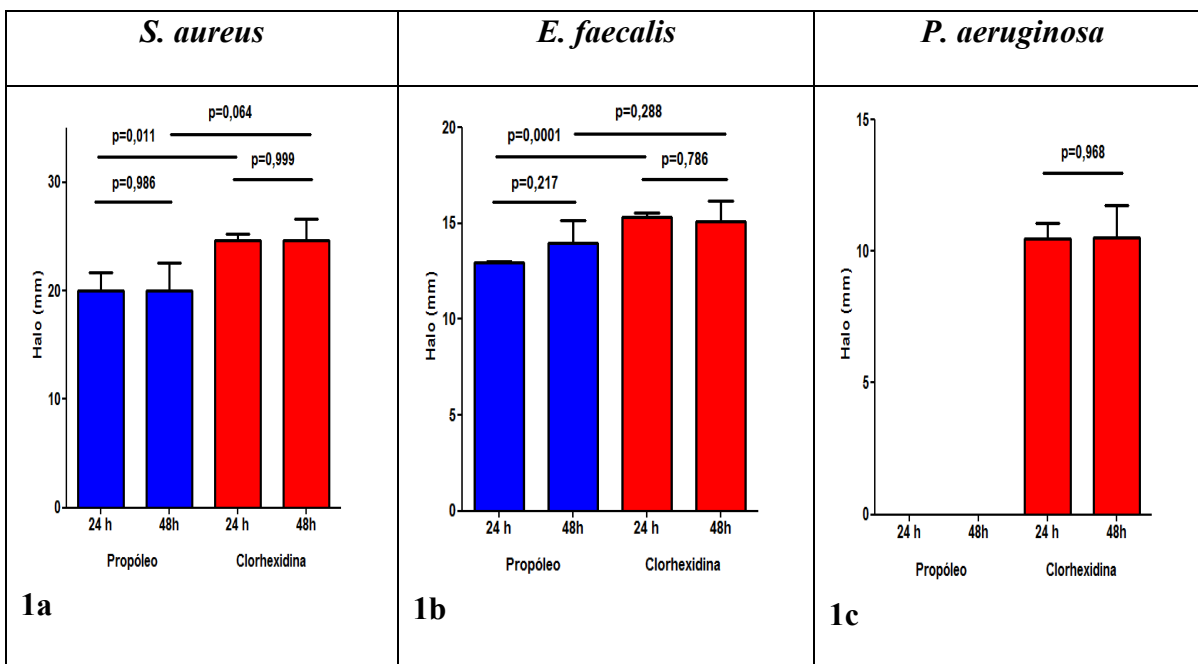 S. aureus
E. faecalis
P. aeruginosa
p=0,064
p=0,011
p=0,999
p=0,986
30
20
10
0
Halo (mm)
24 h 48h 24 h 48h
Propóleo Clorhexidina
1a
p=0,288
p=0,0001
p=0,786
p=0,217
20
15
10
5
0
Halo (mm)
24 h 48h 24 h 48h
Propóleo Clorhexidina
1b
p=0,968
15
10
5
0
Halo (mm)
24 h 48h 24 h 48h
Propóleo Clorhexidina
1c